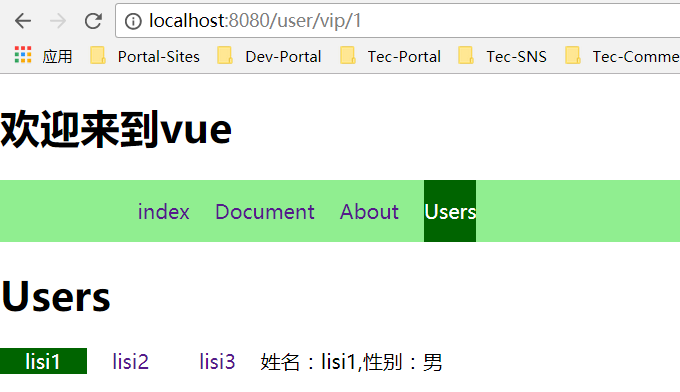 localhost:8080/user/vip/1
应用 Portal-Sites Dev-Portal Tec-Portal Tec-SNS Tec-Comme
欢迎来到vue
index Document About Users
Users
lisi1 lisi2 lisi3 姓名：lisi1,性别：男